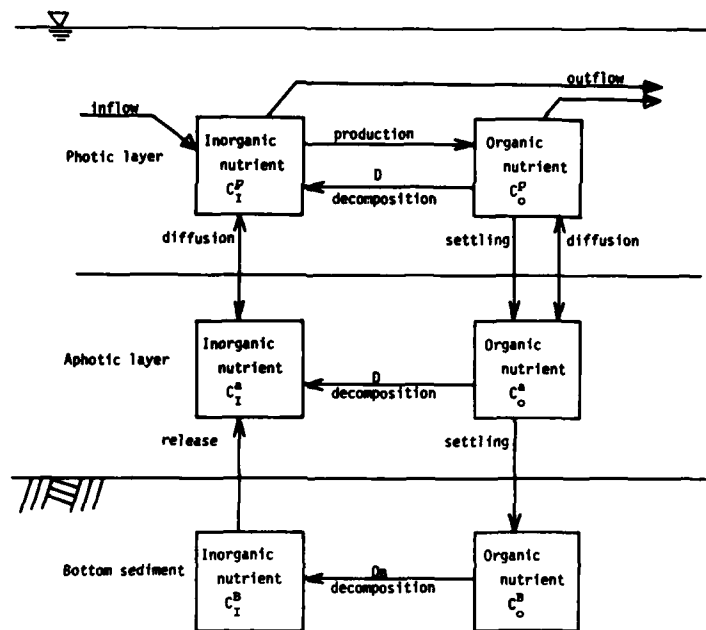 outflow
inflow
Photic layer
Inorganic
nutrient
C_I^P
production
D
decomposition
Organic
nutrient
C_o^P
diffusion
settling
diffusion
Aphotic layer
Inorganic
nutrient
C_I^a
D
decomposition
Organic
nutrient
C_o^a
release
settling
Bottom sediment
Inorganic
nutrient
C_I^B
Dm
decomposition
Organic
nutrient
C_o^B